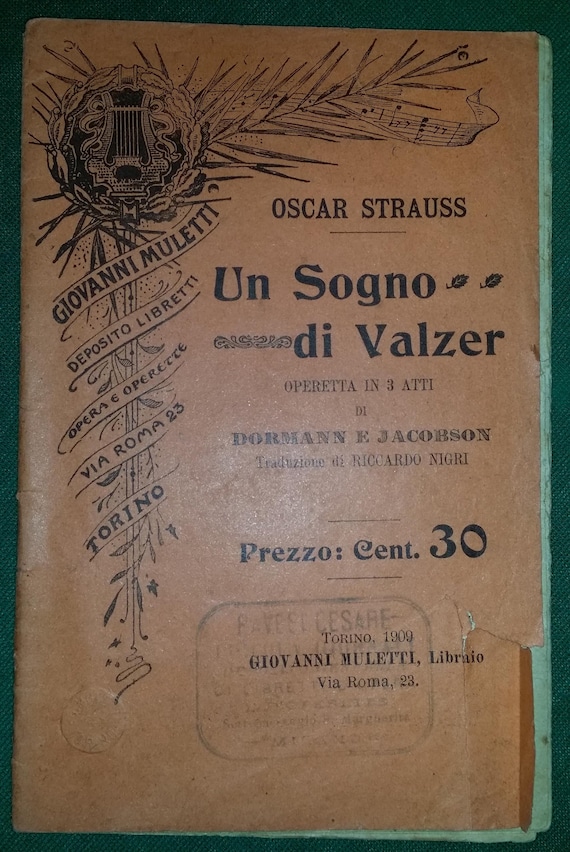 GIOVANNI MULETTI
DEPOSITO LIBRETTI
OPERA E OPERETTE
VIA ROMA 23
TORINO
OSCAR STRAUSS
Un Sogno
di Valzer
OPERETTA IN 3 ATTI
DI
DORMANN E JACOBSON
Traduzione di RICCARDO NIGRI
Prezzo: Cent. 30
CESARE
Torino, 1909
GIOVANNI MULETTI, Libraio
Via Roma, 23.
Margherita